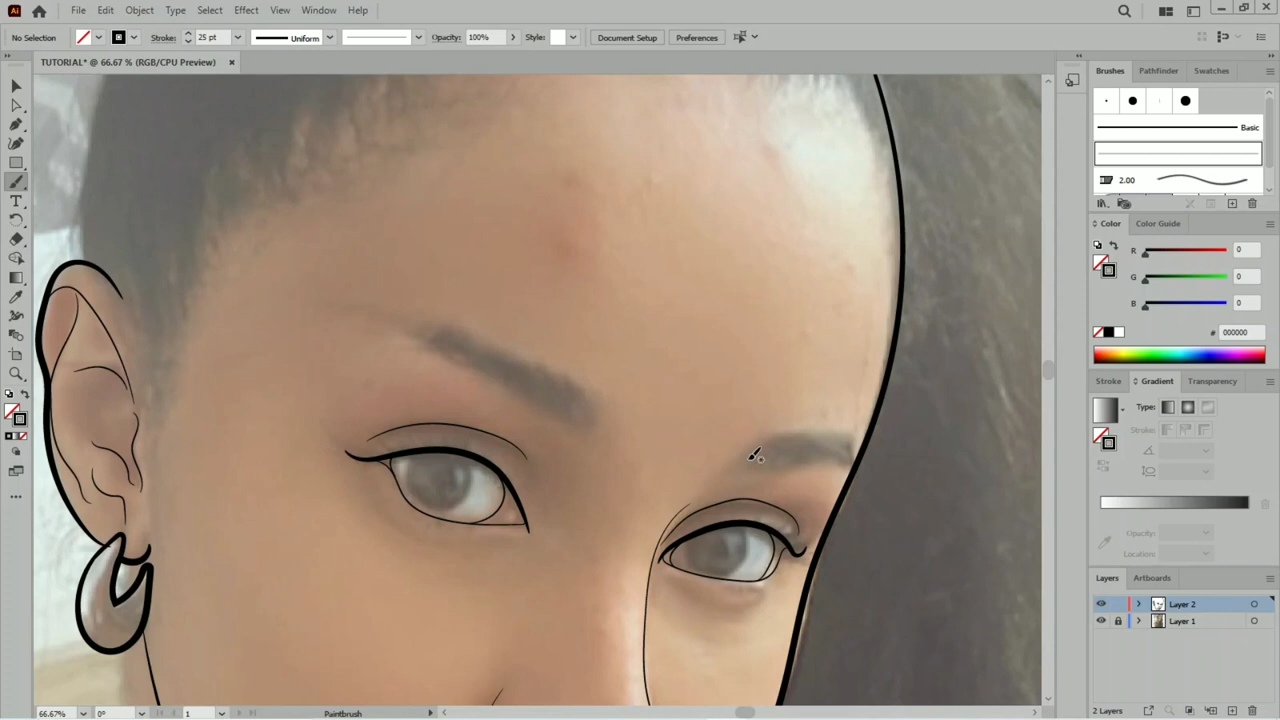 Ai File Edit Object Type Select Effect View Window Help
No Selection Stroke: 25 pt Uniform Opacity: 100% Style: Document Setup Preferences
TUTORIAL* @ 66.67 % (RGB/CPU Preview) ×
Brushes Pathfinder Swatches
Basic
2.00
Color Color Guide
R 0
G 0
B 0
# 000000
Stroke Gradient Transparency
Type:
Stroke:
Opacity:
Location:
Layers Artboards
Layer 2
Layer 1
66.67% 0° 1 Paintbrush 2 Layers